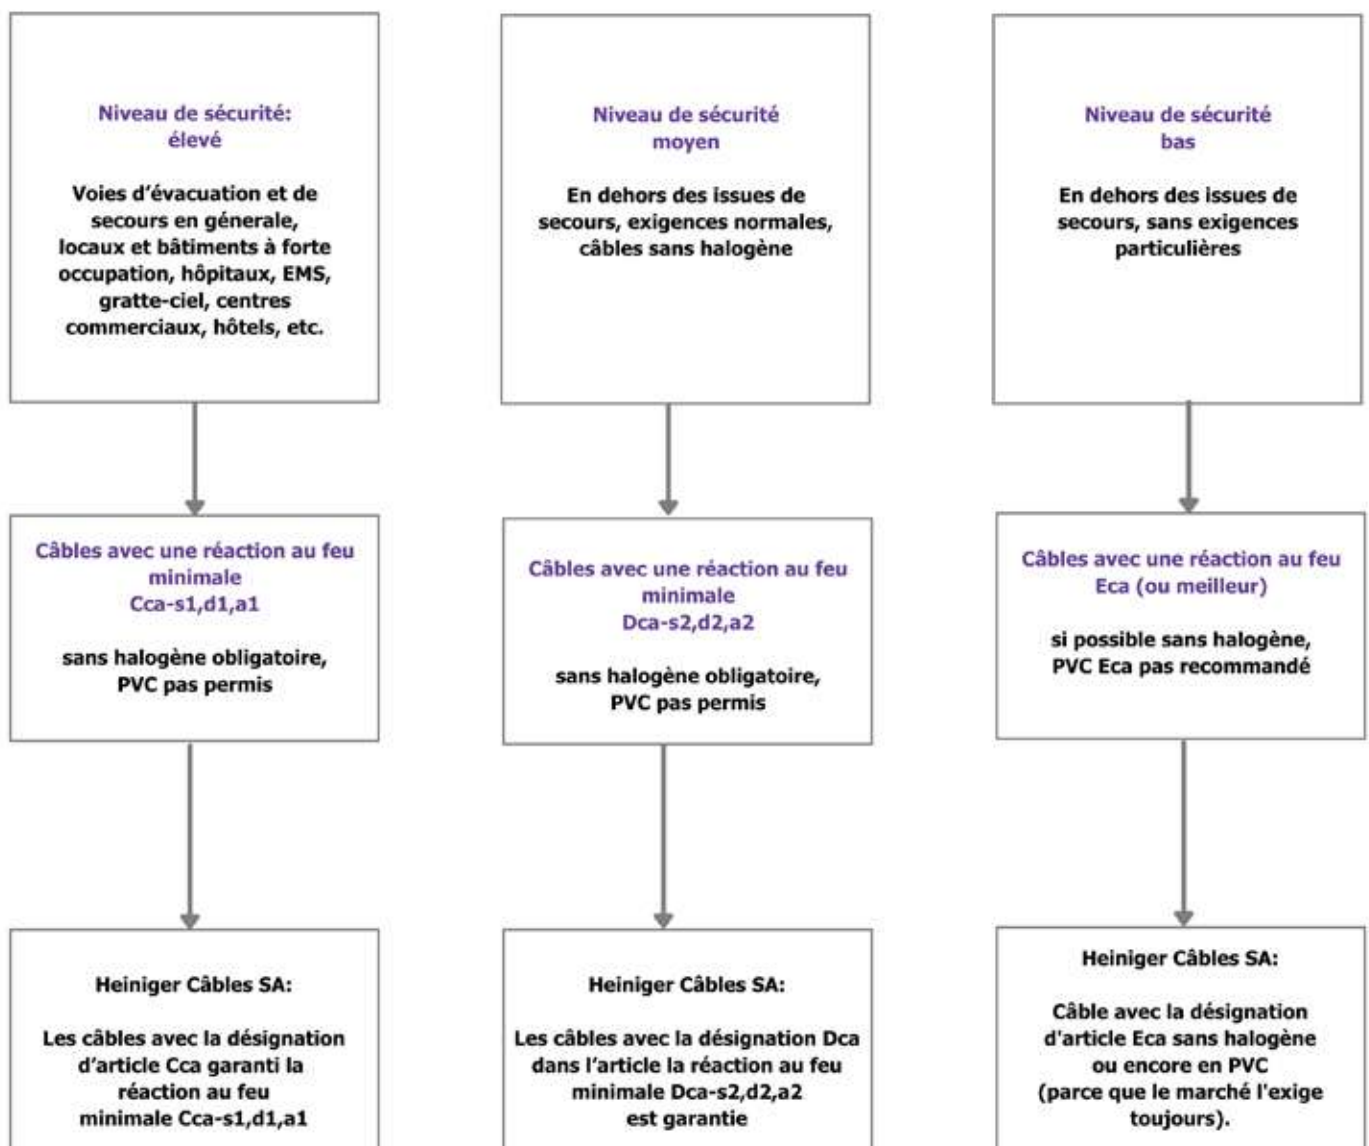 Niveau de sécurité:
élevé
Voies d'évacuation et de
secours en génerale,
locaux et bâtiments à forte
occupation, hôpitaux, EMS,
gratte-ciel, centres
commerciaux, hôtels, etc.
Câbles avec une réaction au feu
minimale
Cca-s1,d1,a1
sans halogène obligatoire,
PVC pas permis
Heiniger Câbles SA:
Les câbles avec la désignation
d'article Cca garanti la
réaction au feu
minimale Cca-s1,d1,a1
Niveau de sécurité
moyen
En dehors des issues de
secours, exigences normales,
câbles sans halogène
Câbles avec une réaction au feu
minimale
Dca-s2,d2,a2
sans halogène obligatoire,
PVC pas permis
Heiniger Câbles SA:
Les câbles avec la désignation Dca
dans l'article la réaction au feu
minimale Dca-s2,d2,a2
est garantie
Niveau de sécurité
bas
En dehors des issues de
secours, sans exigences
particulières
Câbles avec une réaction au feu
Eca (ou meilleur)
si possible sans halogène,
PVC Eca pas recommandé
Heiniger Câbles SA:
Câble avec la désignation
d'article Eca sans halogène
ou encore en PVC
(parce que le marché l'exige
toujours).